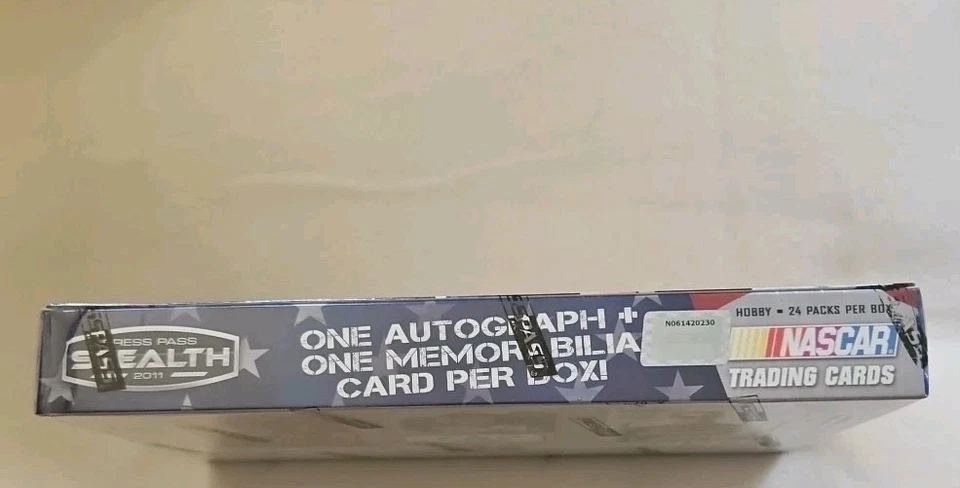 PRESS PASS
STEALTH
2011
ONE AUTOGRAPH +
ONE MEMORABILIA
CARD PER BOX!
N061420230
HOBBY - 24 PACKS PER BOX
NASCAR
TRADING CARDS